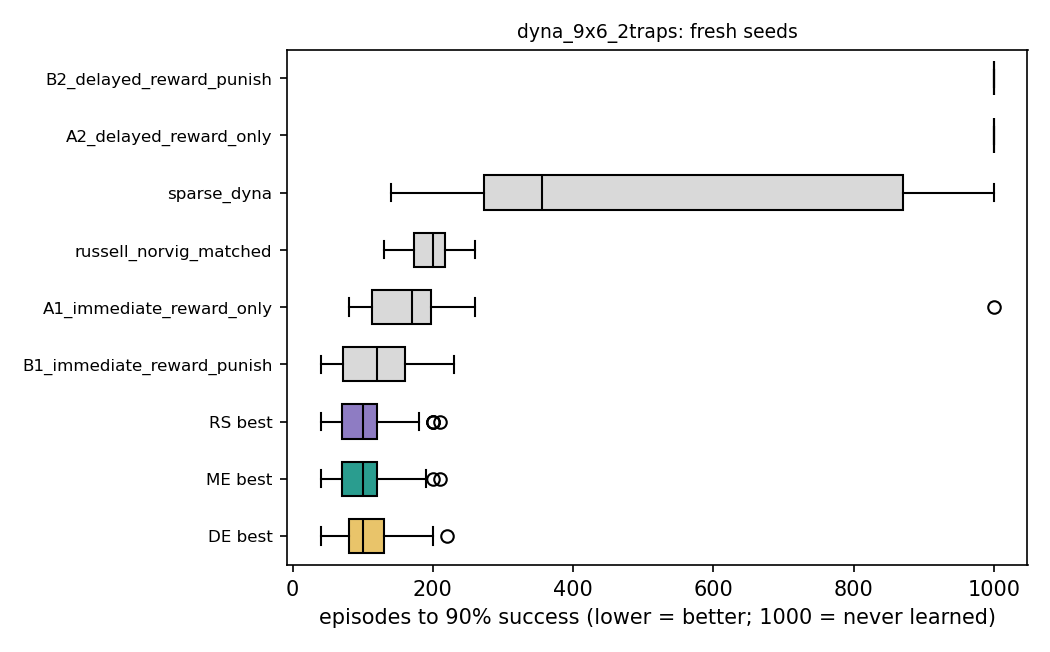 dyna_9x6_2traps: fresh seeds
B2_delayed_reward_punish
A2_delayed_reward_only
sparse_dyna
russell_norvig_matched
A1_immediate_reward_only
B1_immediate_reward_punish
RS best
ME best
DE best
0 200 400 600 800 1000
episodes to 90% success (lower = better; 1000 = never learned)